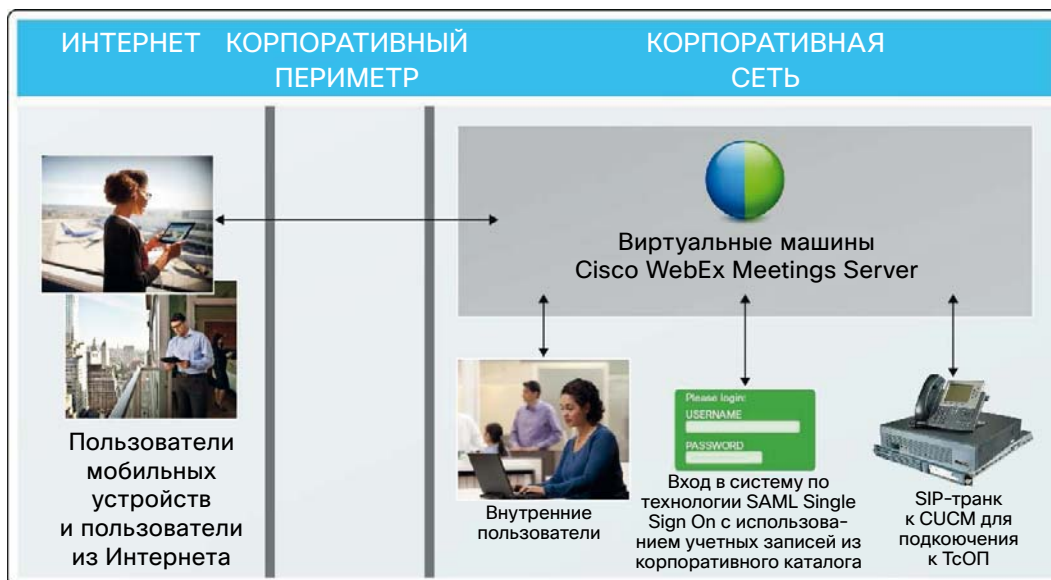 ИНТЕРНЕТ
КОРПОРАТИВНЫЙ
ПЕРИМЕТР
КОРПОРАТИВНАЯ
СЕТЬ
Виртуальные машины
Cisco WebEx Meetings Server
Пользователи
мобильных
устройств
и пользователи
из Интернета
Внутренние
пользователи
Please login:
USERNAME
PASSWORD
Вход в систему по
технологии SAML Single
Sign On с использова-
нием учетных записей из
корпоративного каталога
SIP-транк
к CUCM для
подкоючения
к ТсОП